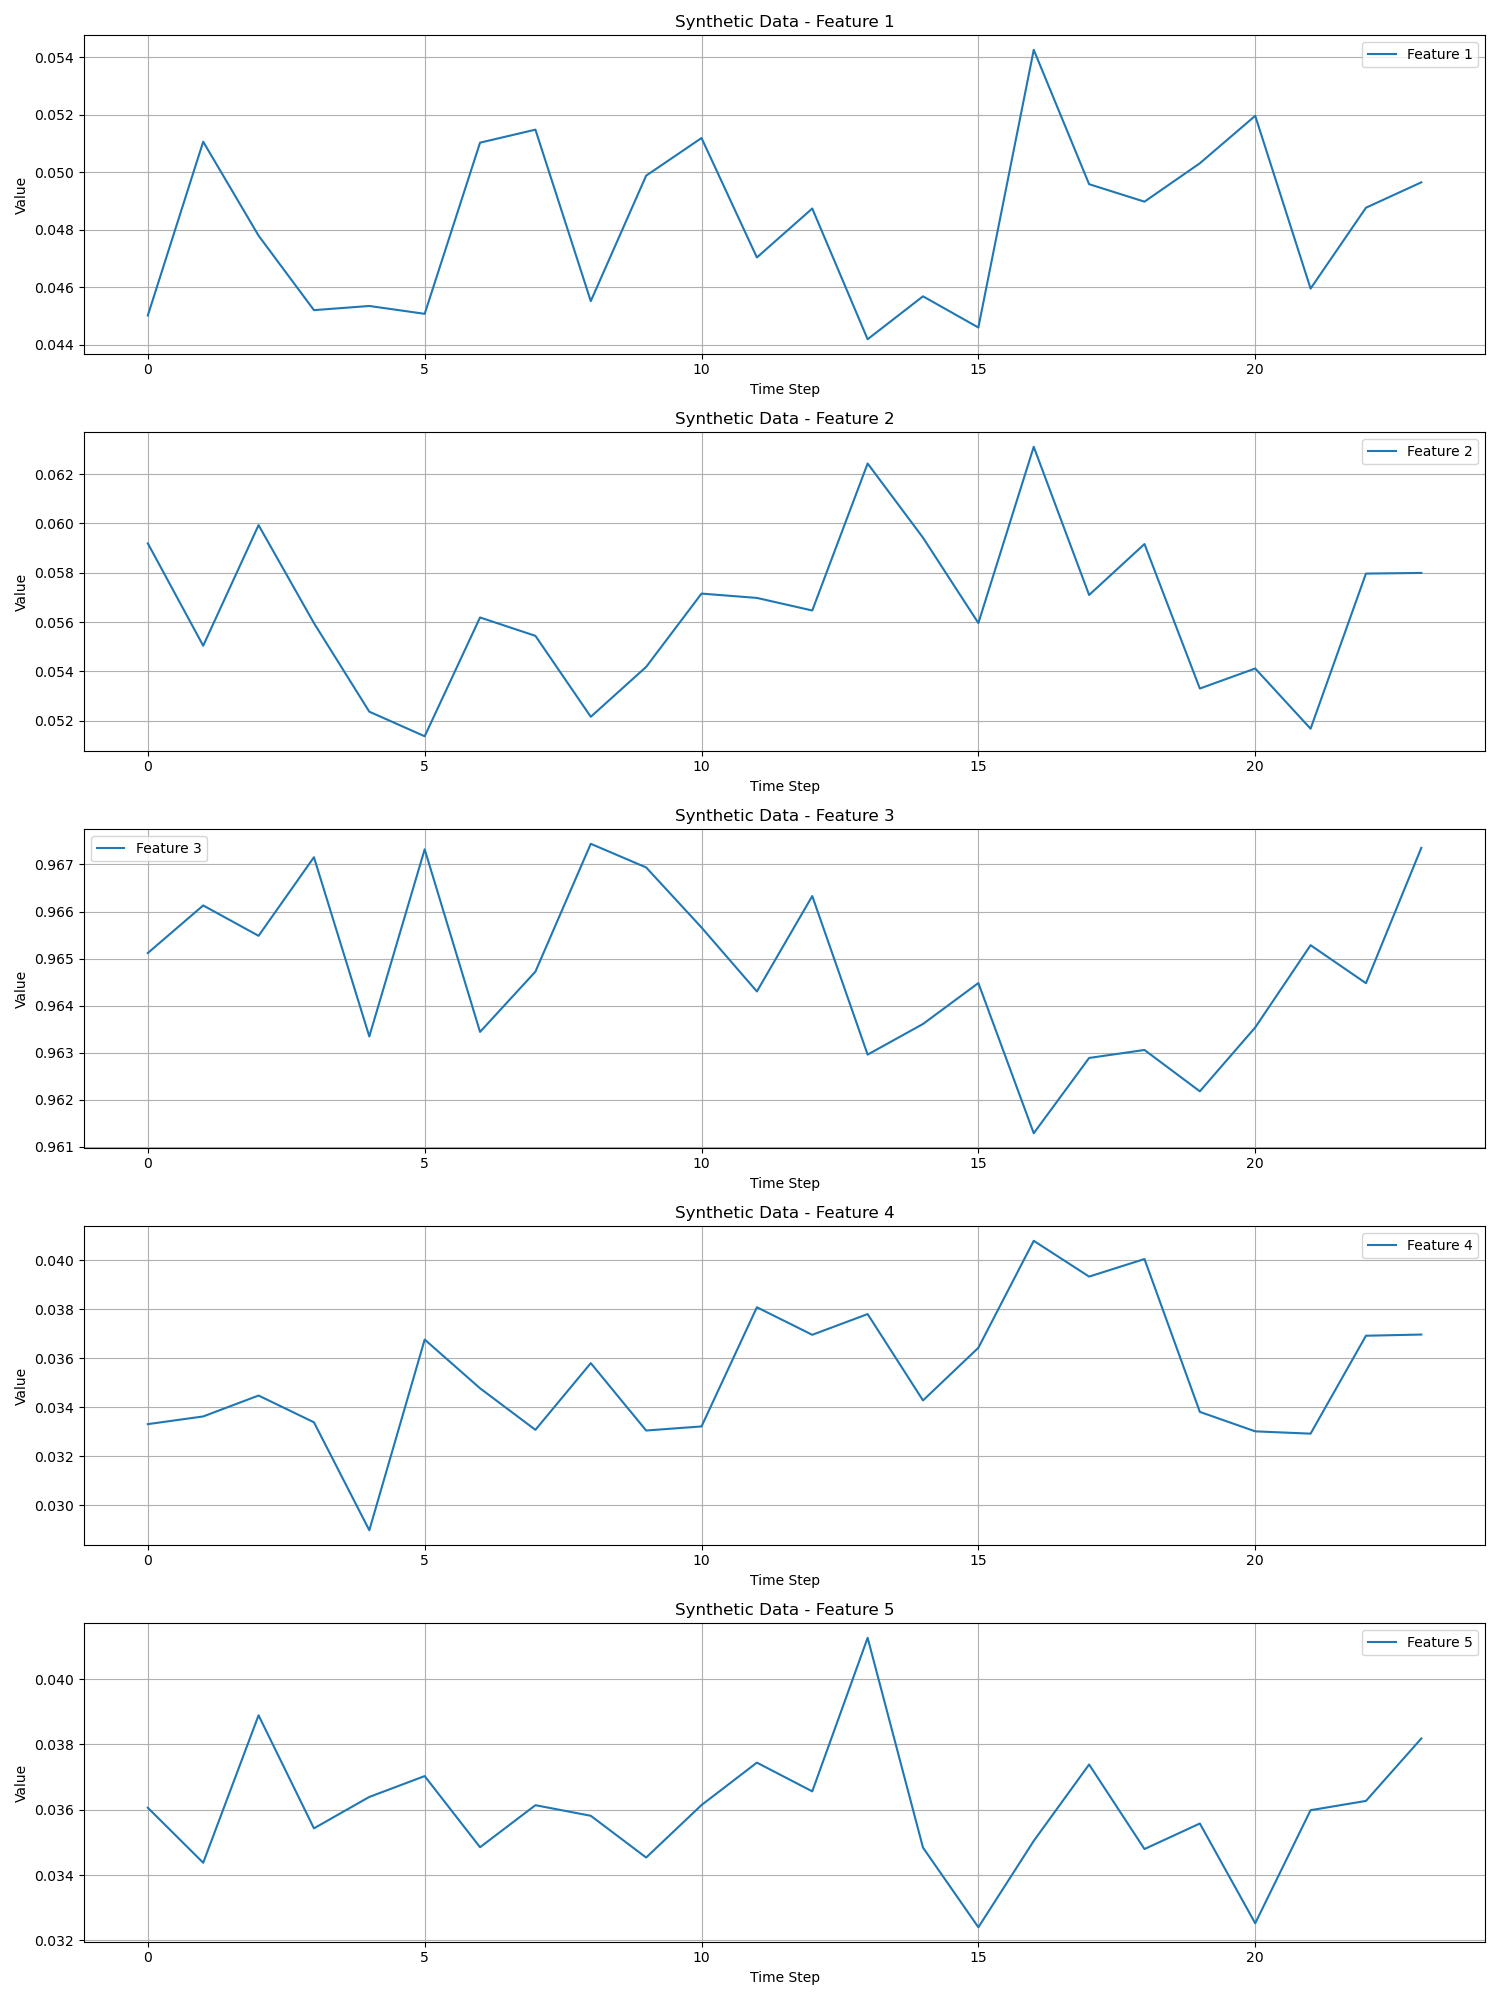 Synthetic Data - Feature 1
Feature 1
0.054
0.052
0.050
0.048
0.046
0.044
Value
0 5 10 15 20
Time Step
Synthetic Data - Feature 2
Feature 2
0.062
0.060
0.058
0.056
0.054
0.052
Value
0 5 10 15 20
Time Step
Synthetic Data - Feature 3
Feature 3
0.967
0.966
0.965
0.964
0.963
0.962
0.961
Value
0 5 10 15 20
Time Step
Synthetic Data - Feature 4
Feature 4
0.040
0.038
0.036
0.034
0.032
0.030
Value
0 5 10 15 20
Time Step
Synthetic Data - Feature 5
Feature 5
0.040
0.038
0.036
0.034
0.032
Value
0 5 10 15 20
Time Step